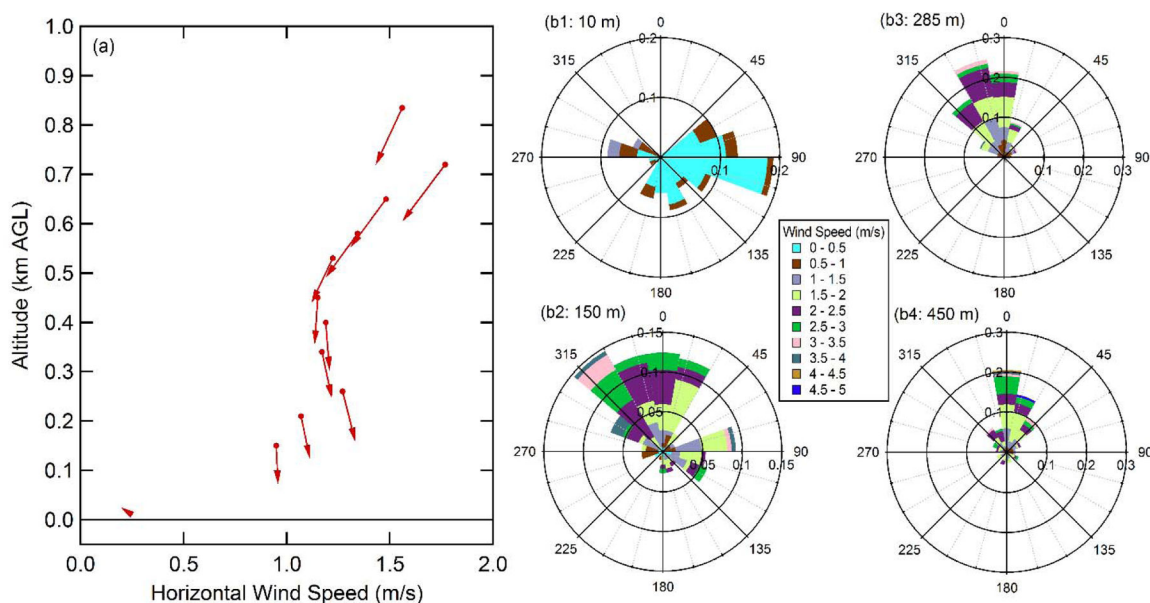 (a)
1.0
0.9
0.8
0.7
0.6
0.5
0.4
0.3
0.2
0.1
0.0
Altitude (km AGL)
0.0 0.5 1.0 1.5 2.0
Horizontal Wind Speed (m/s)
(b1: 10 m)
0
45
90
135
180
225
270
315
0.2
0.1
0.1 0.2
(b3: 285 m)
0
45
90
135
180
225
270
315
0.3
0.2
0.1
0.1 0.2 0.3
Wind Speed (m/s)
0 - 0.5
0.5 - 1
1 - 1.5
1.5 - 2
2 - 2.5
2.5 - 3
3 - 3.5
3.5 - 4
4 - 4.5
4.5 - 5
(b2: 150 m)
0
45
90
135
180
225
270
315
0.15
0.1
0.05
0.05 0.1 0.15
(b4: 450 m)
0
45
90
135
180
225
270
315
0.3
0.2
0.1
0.1 0.2 0.3